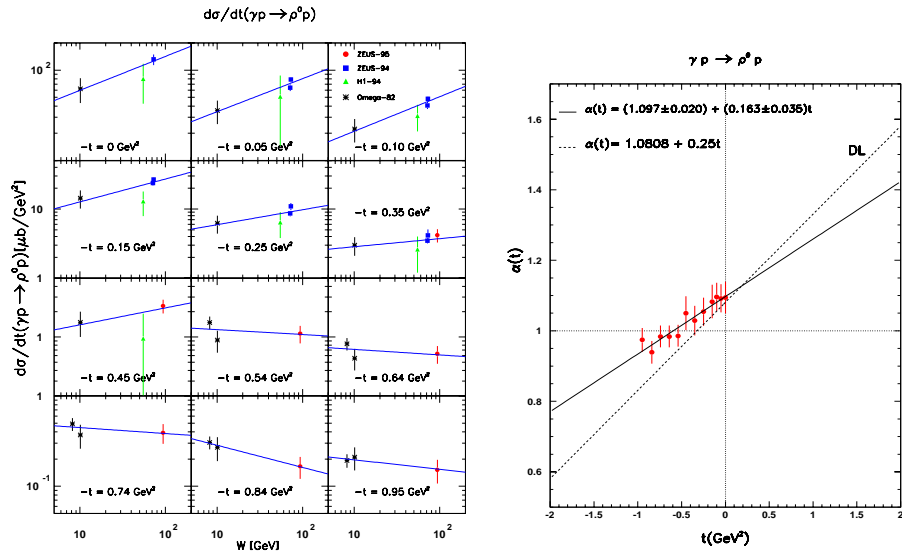 dσ/dt(γp → ρ⁰p)
dσ/dt(γp → ρ⁰p)[μb/GeV²]
10²
10
1
1
1
1
10⁻¹
ZEUS-95
ZEUS-94
H1-94
Omega-82
−t = 0 GeV²
−t = 0.05 GeV²
−t = 0.10 GeV²
−t = 0.15 GeV²
−t = 0.25 GeV²
−t = 0.35 GeV²
−t = 0.45 GeV²
−t = 0.54 GeV²
−t = 0.64 GeV²
−t = 0.74 GeV²
−t = 0.84 GeV²
−t = 0.95 GeV²
10 10² 10 10² 10 10²
W [GeV]
γ p → ρ⁰ p
α(t) = (1.097±0.020) + (0.163±0.035)t
α(t)= 1.0808 + 0.25t
DL
α(t)
1.6
1.4
1.2
1
0.8
0.6
-2 -1.5 -1 -0.5 0 0.5 1 1.5 2
t(GeV²)